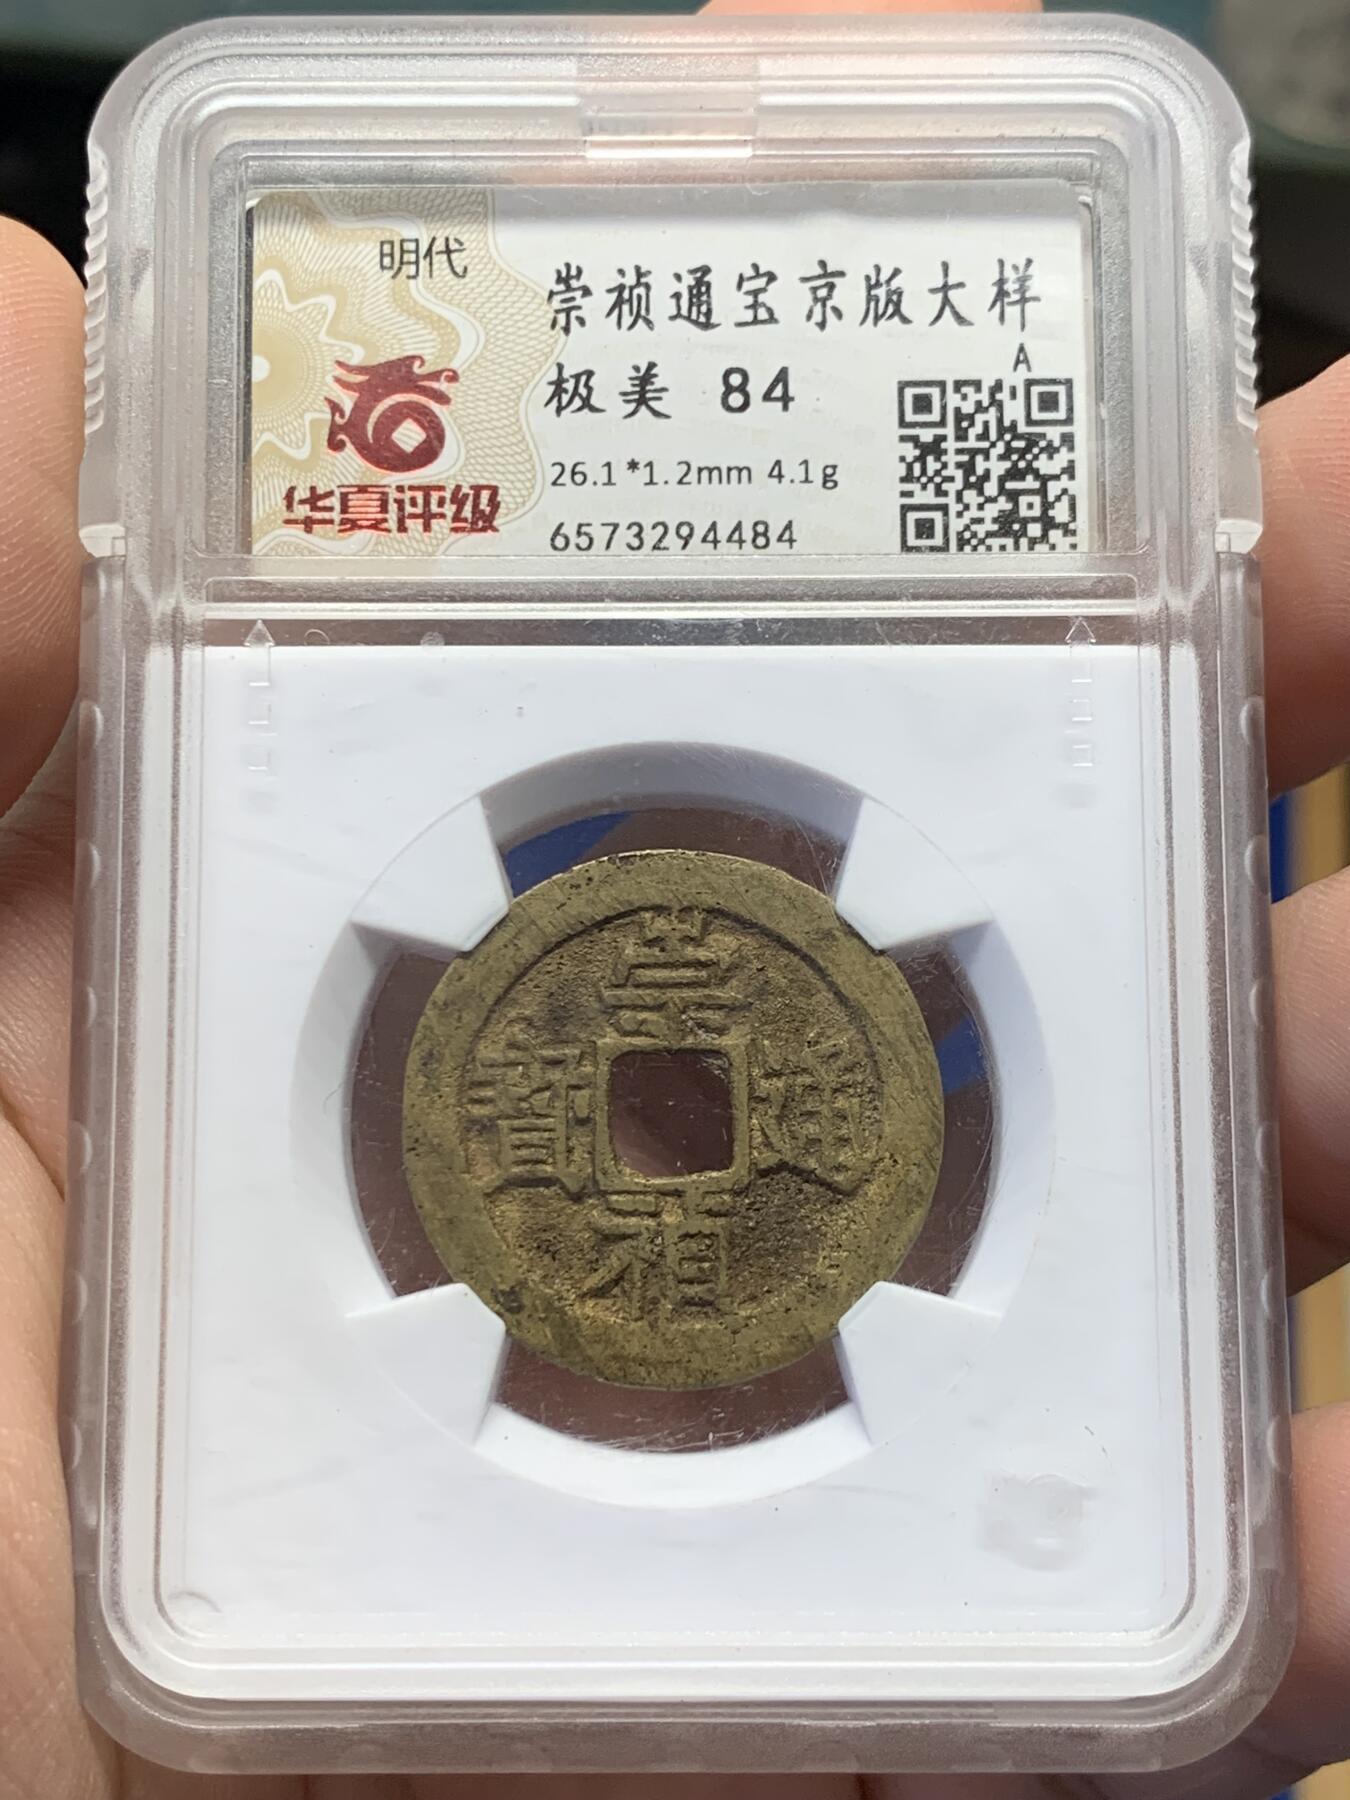 明代
华夏评级
崇祯通宝京版大样
A
极美 84
26.1*1.2mm 4.1g
6573294484
崇
寶 通
禎